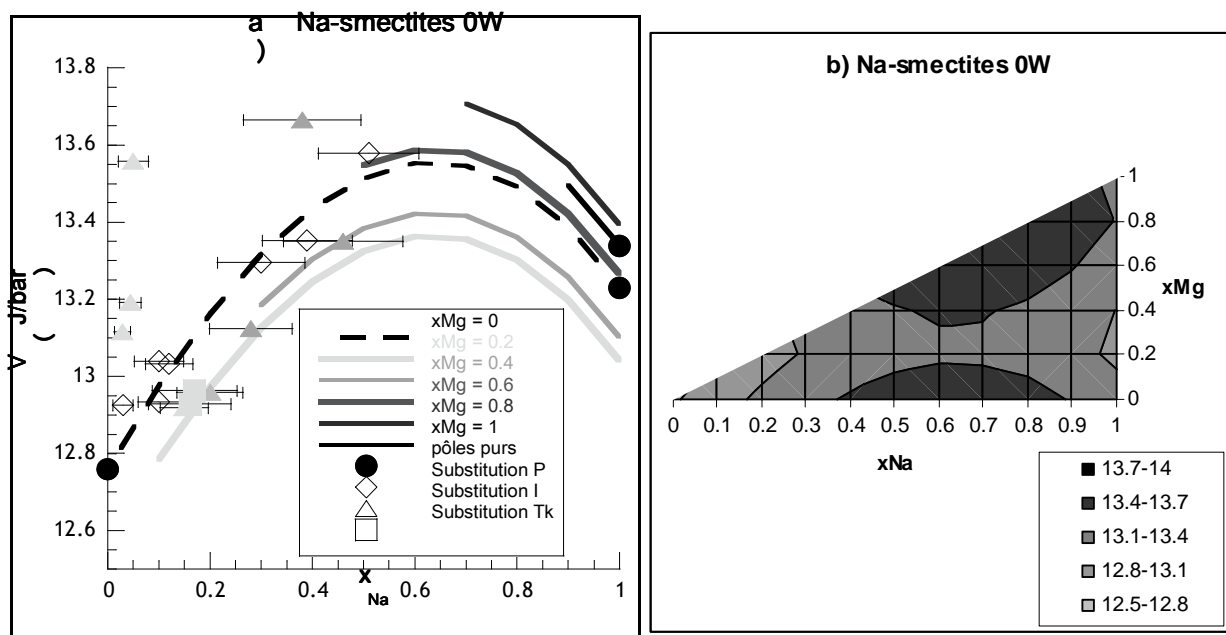 a Na-smectites 0W
)
13.8
13.6
13.4
13.2
13
12.8
12.6
V J/bar
( )
0
0.2
0.4
0.6
0.8
1
x
Na
xMg = 0
xMg = 0.2
xMg = 0.4
xMg = 0.6
xMg = 0.8
xMg = 1
pôles purs
Substitution P
Substitution I
Substitution Tk
b) Na-smectites 0W
1
0.8
0.6
0.4
0.2
0
xMg
0 0.1 0.2 0.3 0.4 0.5 0.6 0.7 0.8 0.9 1
xNa
13.7-14
13.4-13.7
13.1-13.4
12.8-13.1
12.5-12.8